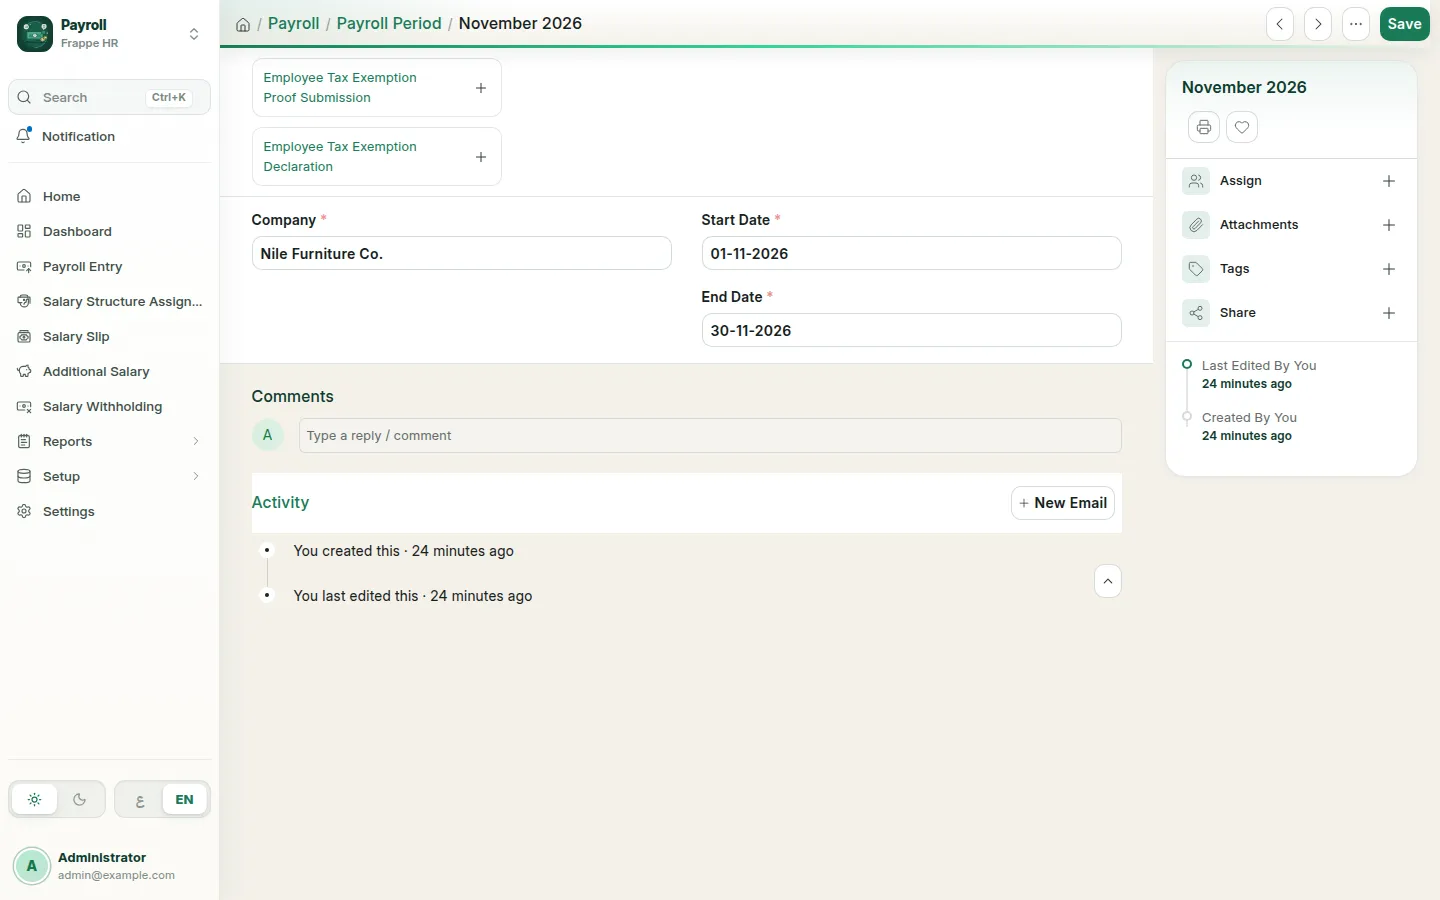 Payroll
Frappe HR
Search
Ctrl+K
Notification
Home
Dashboard
Payroll Entry
Salary Structure Assign...
Salary Slip
Additional Salary
Salary Withholding
Reports
Setup
Settings
ع
EN
A
Administrator
admin@example.com
/ Payroll / Payroll Period / November 2026
Save
Employee Tax Exemption
Proof Submission
Employee Tax Exemption
Declaration
Company *
Nile Furniture Co.
Start Date *
01-11-2026
End Date *
30-11-2026
Comments
A
Type a reply / comment
Activity
New Email
You created this · 24 minutes ago
You last edited this · 24 minutes ago
November 2026
Assign
Attachments
Tags
Share
Last Edited By You
24 minutes ago
Created By You
24 minutes ago